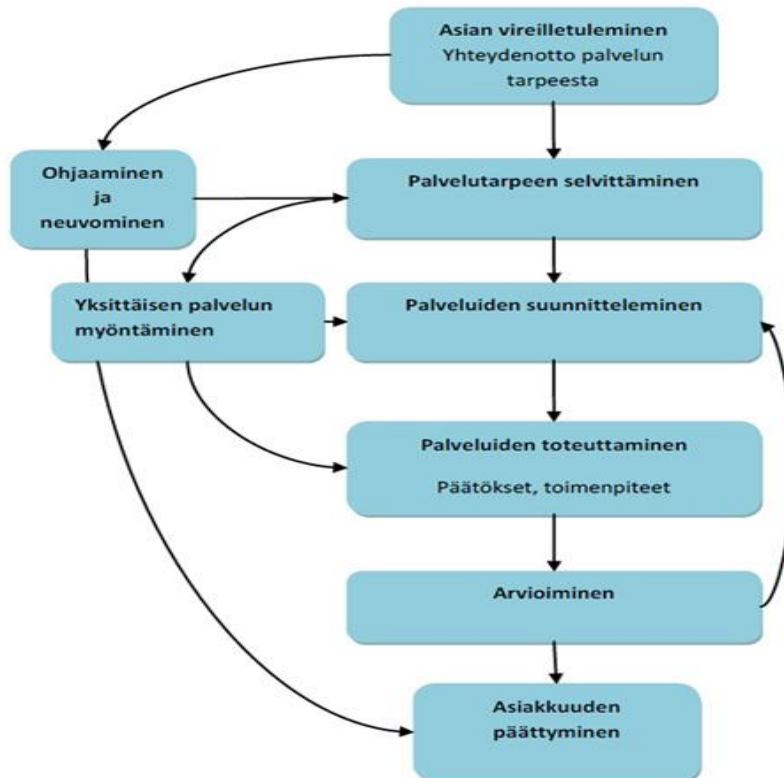 Asian vireilletuleminen
Yhteydenotto palvelun
tarpeesta
Ohjaaminen
ja
neuvominen
Palvelutarpeen selvittäminen
Yksittäisen palvelun
myöntäminen
Palveluiden suunnitteleminen
Palveluiden toteuttaminen
Päätökset, toimenpiteet
Arvioiminen
Asiakkuuden
päättyminen